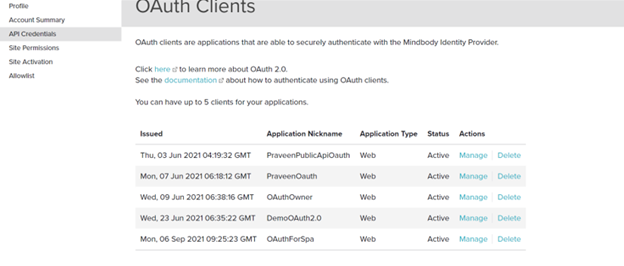 Profile
Account Summary
API Credentials
Site Permissions
Site Activation
Allowlist
OAuth Clients
OAuth clients are applications that are able to securely authenticate with the Mindbody Identity Provider.
Click here to learn more about OAuth 2.0.
See the documentation about how to authenticate using OAuth clients.
You can have up to 5 clients for your applications.
Issued Application Nickname Application Type Status Actions
Thu, 03 Jun 2021 04:19:32 GMT PraveenPublicApiOauth Web Active Manage Delete
Mon, 07 Jun 2021 06:18:12 GMT PraveenOauth Web Active Manage Delete
Wed, 09 Jun 2021 06:38:16 GMT OAuthOwner Web Active Manage Delete
Wed, 23 Jun 2021 06:35:22 GMT DemoOAuth2.0 Web Active Manage Delete
Mon, 06 Sep 2021 09:25:23 GMT OAuthForSpa Web Active Manage Delete